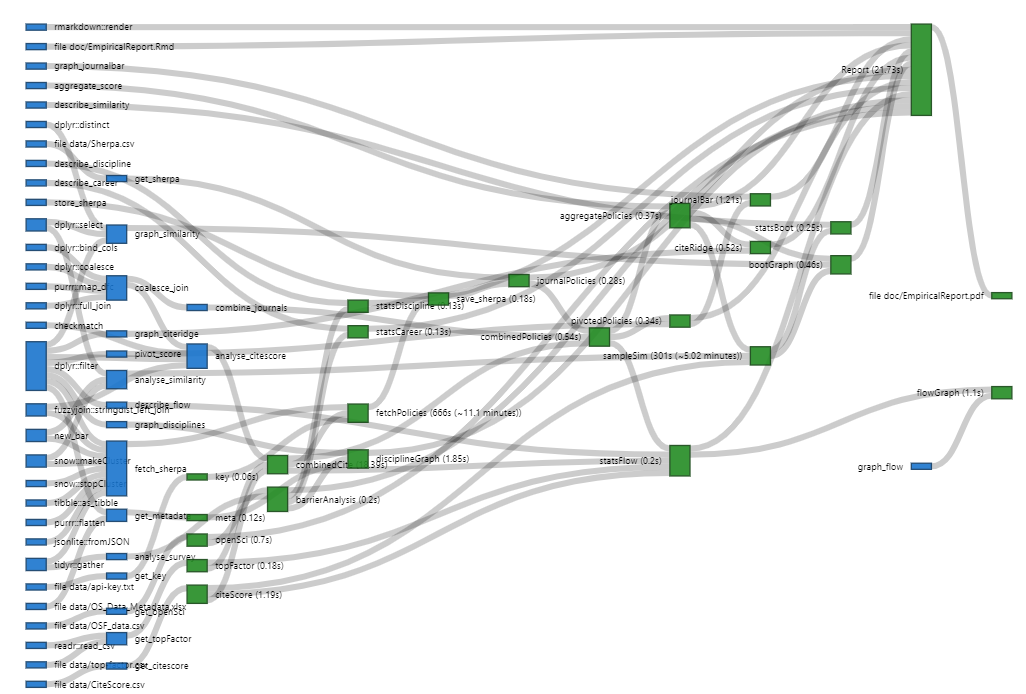 rmarkdown::render
file doc/EmpiricalReport.Rmd
graph_journalbar
aggregate_score
describe_similarity
dplyr::distinct
file data/Sherpa.csv
describe_discipline
describe_career
store_sherpa
dplyr::select
dplyr::bind_cols
dplyr::coalesce
purrr::map_dfc
dplyr::full_join
checkmatch
dplyr::filter
fuzzyjoin::stringdist_left_join
new_bar
snow::makeCluster
snow::stopCluster
tibble::as_tibble
purrr::flatten
jsonlite::fromJSON
tidyr::gather
file data/api-key.txt
file data/OS_Data_Metadata.xlsx
file data/OSF_data.csv
readr::read_csv
file data/topfactor.csv
file data/CiteScore.csv
get_sherpa
graph_similarity
coalesce_join
graph_citeridge
pivot_score
analyse_similarity
describe_flow
graph_disciplines
fetch_sherpa
get_metadata
analyse_survey
get_key
get_openSci
get_topFactor
get_citescore
combine_journals
analyse_citescore
key (0.06s)
meta (0.12s)
openSci (0.7s)
topFactor (0.18s)
citeScore (1.19s)
barrierAnalysis (0.2s)
statsDiscipline (0.13s)
statsCareer (0.13s)
fetchPolicies (666s (~11.1 minutes))
disciplineGraph (1.85s)
save_sherpa (0.18s)
journalPolicies (0.28s)
combinedPolicies (0.54s)
aggregatePolicies (0.37s)
pivotedPolicies (0.34s)
statsFlow (0.2s)
journalBar (1.21s)
citeRidge (0.52s)
sampleSim (301s (~5.02 minutes))
statsBoot (0.25s)
bootGraph (0.46s)
Report (21.73s)
graph_flow
file doc/EmpiricalReport.pdf
flowGraph (1.1s)